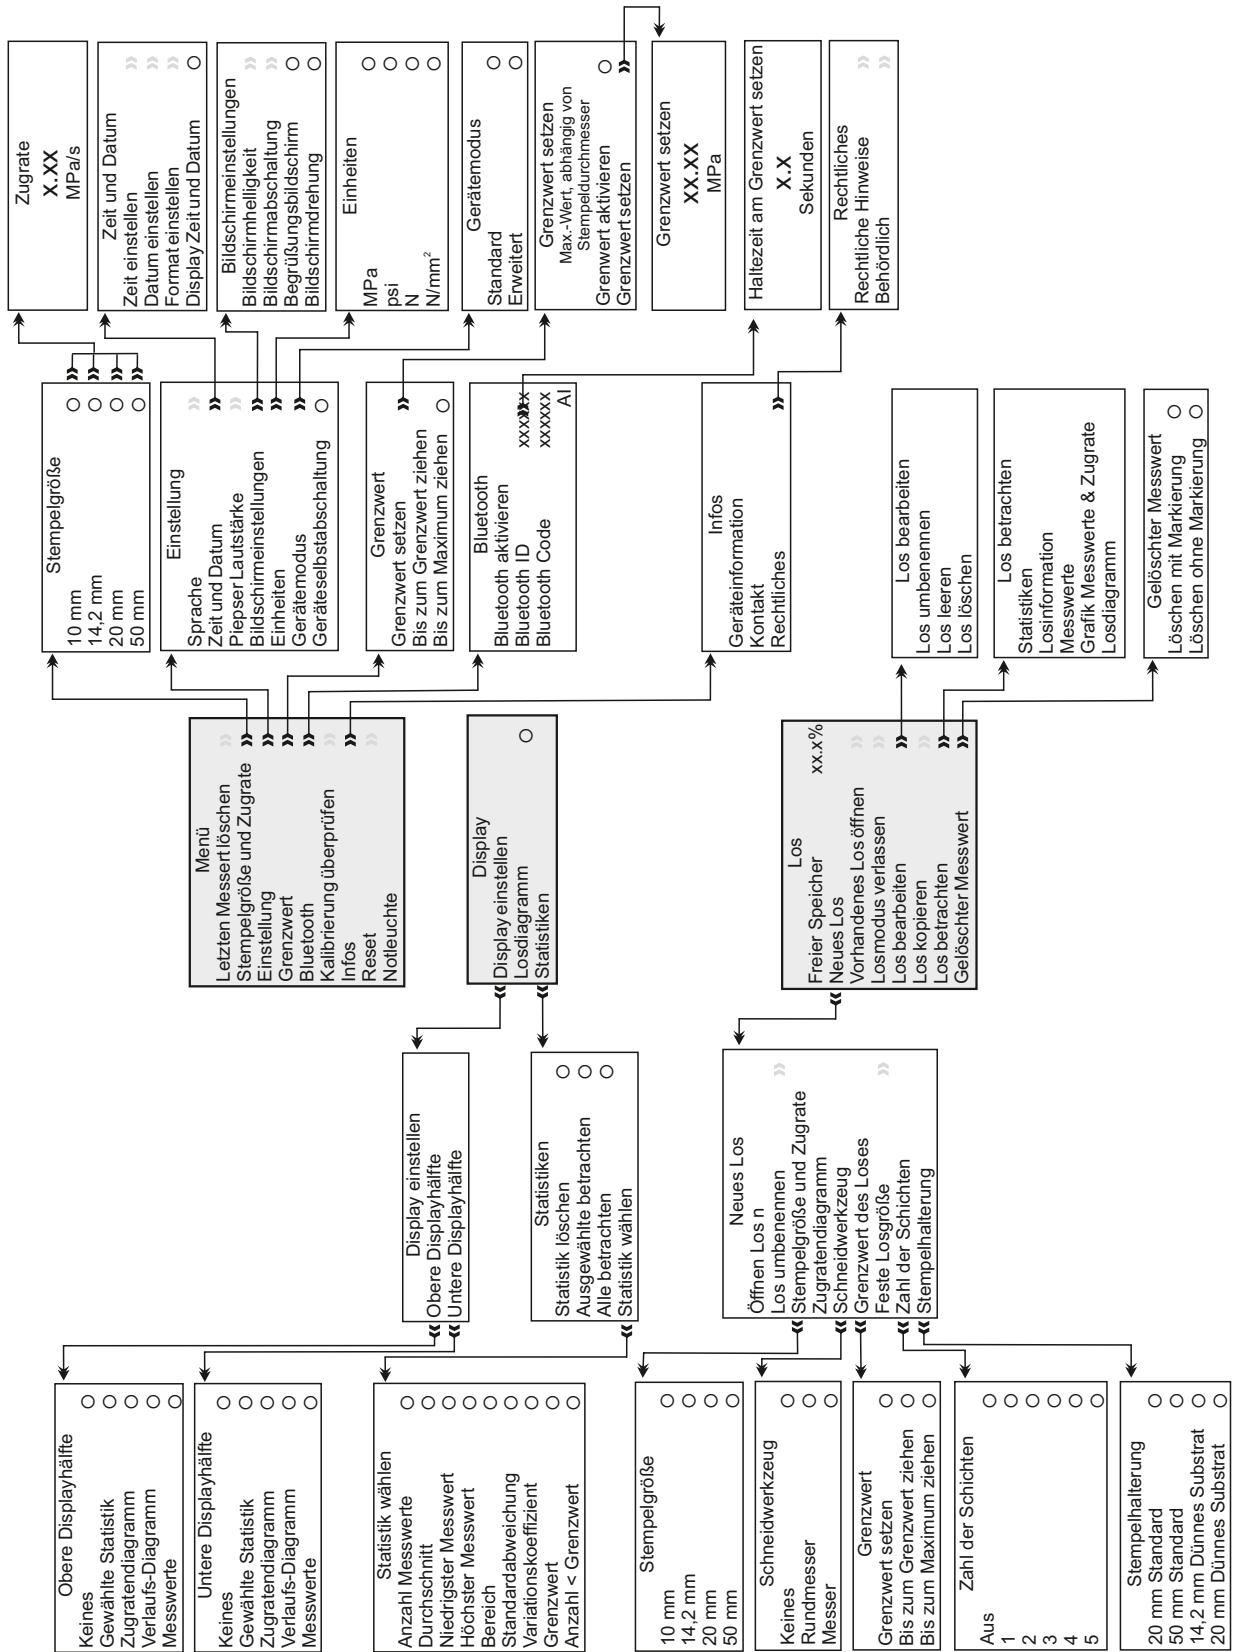 Obere Displayhälfte
Keines
Gewählte Statistik
Zugratendiagramm
Verlaufs-Diagramm
Messwerte
Untere Displayhälfte
Keines
Gewählte Statistik
Zugratendiagramm
Verlaufs-Diagramm
Messwerte
Statistik wählen
Anzahl Messwerte
Durchschnitt
Niedrigster Messwert
Höchster Messwert
Bereich
Standardabweichung
Variationskoeffizient
Grenzwert
Anzahl < Grenzwert
Stempelgröße
10 mm
14,2 mm
20 mm
50 mm
Schneidwerkzeug
Keines
Rundmesser
Messer
Grenzwert
Grenzwert setzen
Bis zum Grenzwert ziehen
Bis zum Maximum ziehen
Zahl der Schichten
Aus
1
2
3
4
5
Stempelhalterung
20 mm Standard
50 mm Standard
14,2 mm Dünnes Substrat
20 mm Dünnes Substrat
Display einstellen
Obere Displayhälfte
Untere Displayhälfte
Statistiken
Statistik löschen
Ausgewählte betrachten
Alle betrachten
Statistik wählen
Neues Los
Öffnen Los n
Los umbenennen
Stempelgröße und Zugrate
Zugratendiagramm
Schneidwerkzeug
Grenzwert des Loses
Feste Losgröße
Zahl der Schichten
Stempelhalterung
Menü
Letzten Messert löschen
Stempelgröße und Zugrate
Einstellung
Grenzwert
Bluetooth
Kalibrierung überprüfen
Infos
Reset
Notleuchte
Display
Display einstellen
Losdiagramm
Statistiken
Los
Freier Speicher xx.x%
Neues Los
Vorhandenes Los öffnen
Losmodus verlassen
Los bearbeiten
Los kopieren
Los betrachten
Gelöschter Messwert
Stempelgröße
10 mm
14,2 mm
20 mm
50 mm
Einstellung
Sprache
Zeit und Datum
Piepser Lautstärke
Bildschirmeinstellungen
Einheiten
Gerätemodus
Geräteselbstabschaltung
Grenzwert
Grenzwert setzen
Bis zum Grenzwert ziehen
Bis zum Maximum ziehen
Bluetooth
Bluetooth aktivieren
Bluetooth ID xxxxxx
Bluetooth Code xxxxxx
AI
Infos
Geräteinformation
Kontakt
Rechtliches
Los bearbeiten
Los umbenennen
Los leeren
Los löschen
Los betrachten
Statistiken
Losinformation
Messwerte
Grafik Messwerte & Zugrate
Losdiagramm
Gelöschter Messwert
Löschen mit Markierung
Löschen ohne Markierung
Zugrate
X.XX
MPa/s
Zeit und Datum
Zeit einstellen
Datum einstellen
Format einstellen
Display Zeit und Datum
Bildschirmeinstellungen
Bildschirmhelligkeit
Bildschirmabschaltung
Begrüßungsbildschirm
Bildschirmdrehung
Einheiten
MPa
psi
N
N/mm²
Gerätemodus
Standard
Erweitert
Grenzwert setzen
Max.-Wert, abhängig von
Stempeldurchmesser
Grenwert aktivieren
Grenzwert setzen
Grenzwert setzen
XX.XX
MPa
Haltezeit am Grenzwert setzen
X.X
Sekunden
Rechtliches
Rechtliche Hinweise
Behördlich